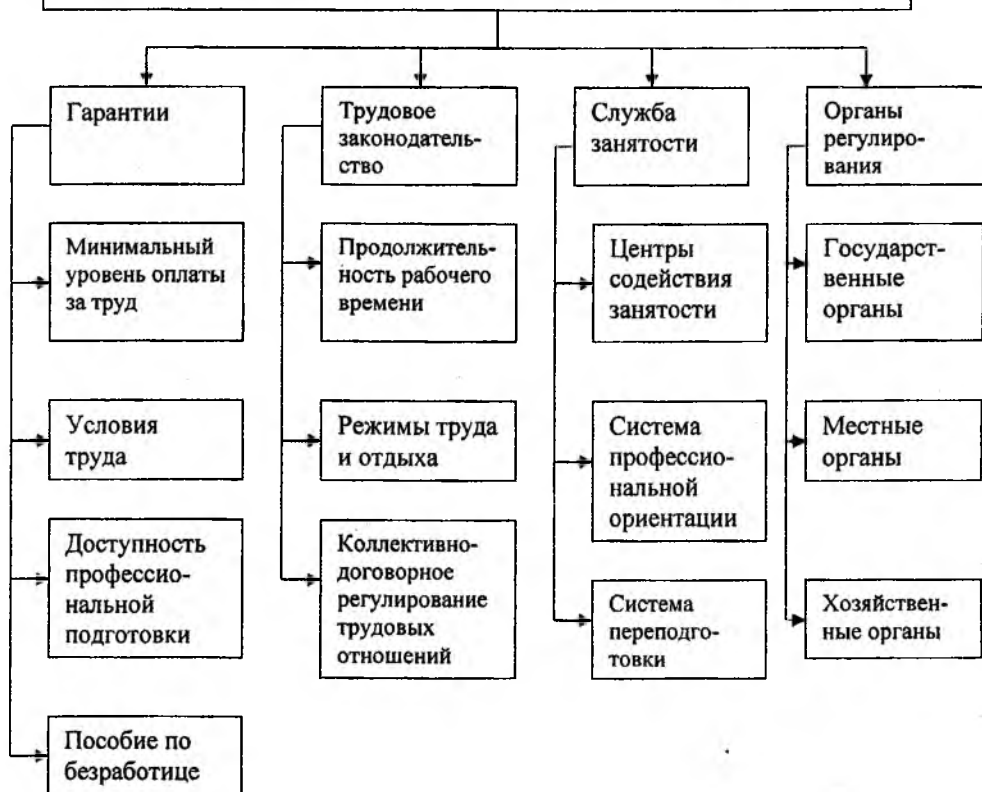 Гарантии
Минимальный
уровень оплаты
за труд
Условия
труда
Доступность
профессио-
нальной
подготовки
Пособие по
безработице
Трудовое
законодатель-
ство
Продолжитель-
ность рабочего
времени
Режимы труда
и отдыха
Коллективно-
договорное
регулирование
трудовых
отношений
Служба
занятости
Центры
содействия
занятости
Система
профессио-
нальной
ориентации
Система
переподго-
товки
Органы
регулиро-
вания
Государст-
венные
органы
Местные
органы
Хозяйствен-
ные органы